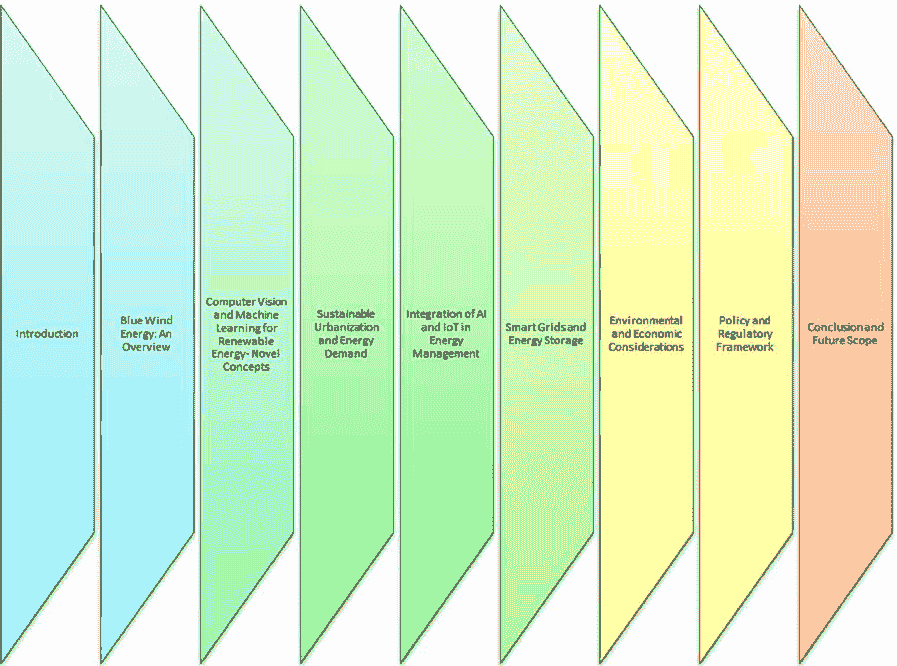 Introduction
Blue Wind
Energy: An
Overview
Computer Vision
and Machine
Learning for
Renewable
Energy- Novel
Concepts
Sustainable
Urbanization
and Energy
Demand
Integration of AI
and IoT in
Energy
Management
Smart Grids and
Energy Storage
Environmental
and Economic
Considerations
Policy and
Regulatory
Framework
Conclusion and
Future Scope